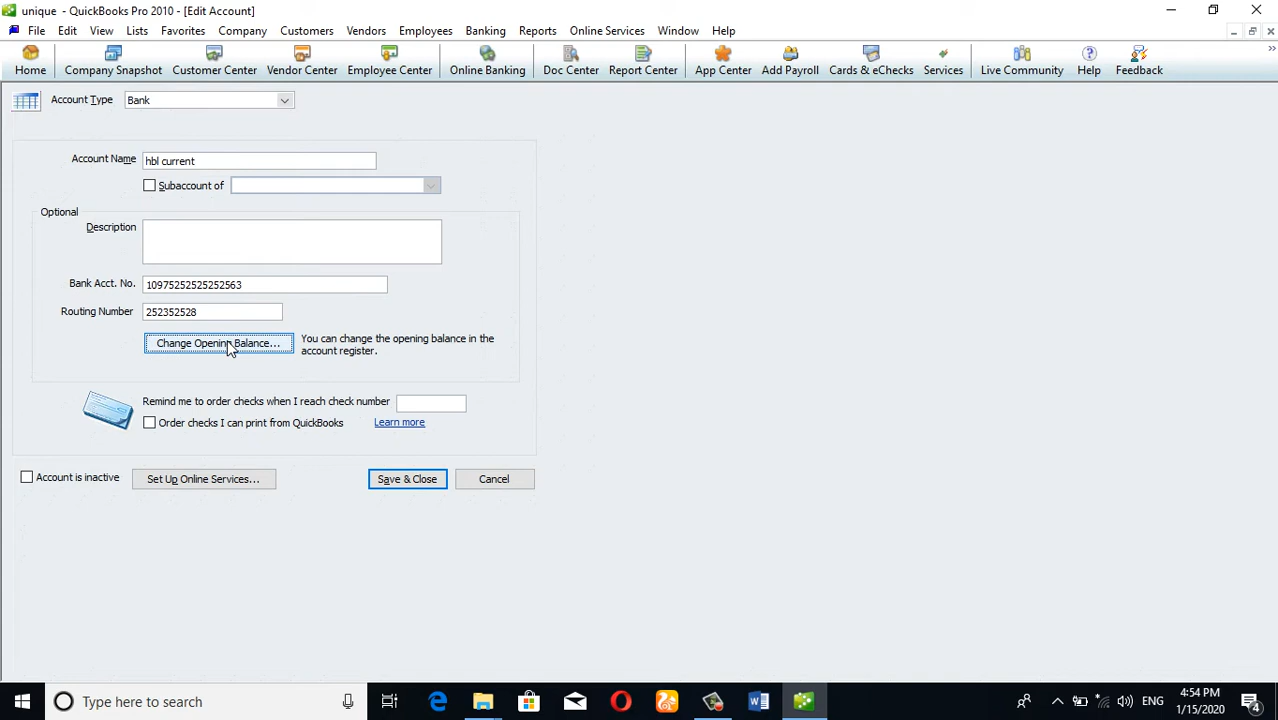 unique - QuickBooks Pro 2010 - [Edit Account]
File Edit View Lists Favorites Company Customers Vendors Employees Banking Reports Online Services Window Help
Home Company Snapshot Customer Center Vendor Center Employee Center Online Banking Doc Center Report Center App Center Add Payroll Cards & eChecks Services Live Community Help Feedback
Account Type Bank
Account Name hbl current
Subaccount of
Optional
Description
Bank Acct. No. 10975252525252563
Routing Number 252352528
Change Opening Balance... You can change the opening balance in the
account register.
Remind me to order checks when I reach check number
Order checks I can print from QuickBooks Learn more
Account is inactive Set Up Online Services... Save & Close Cancel
Type here to search
ENG
4:54 PM
1/15/2020
4